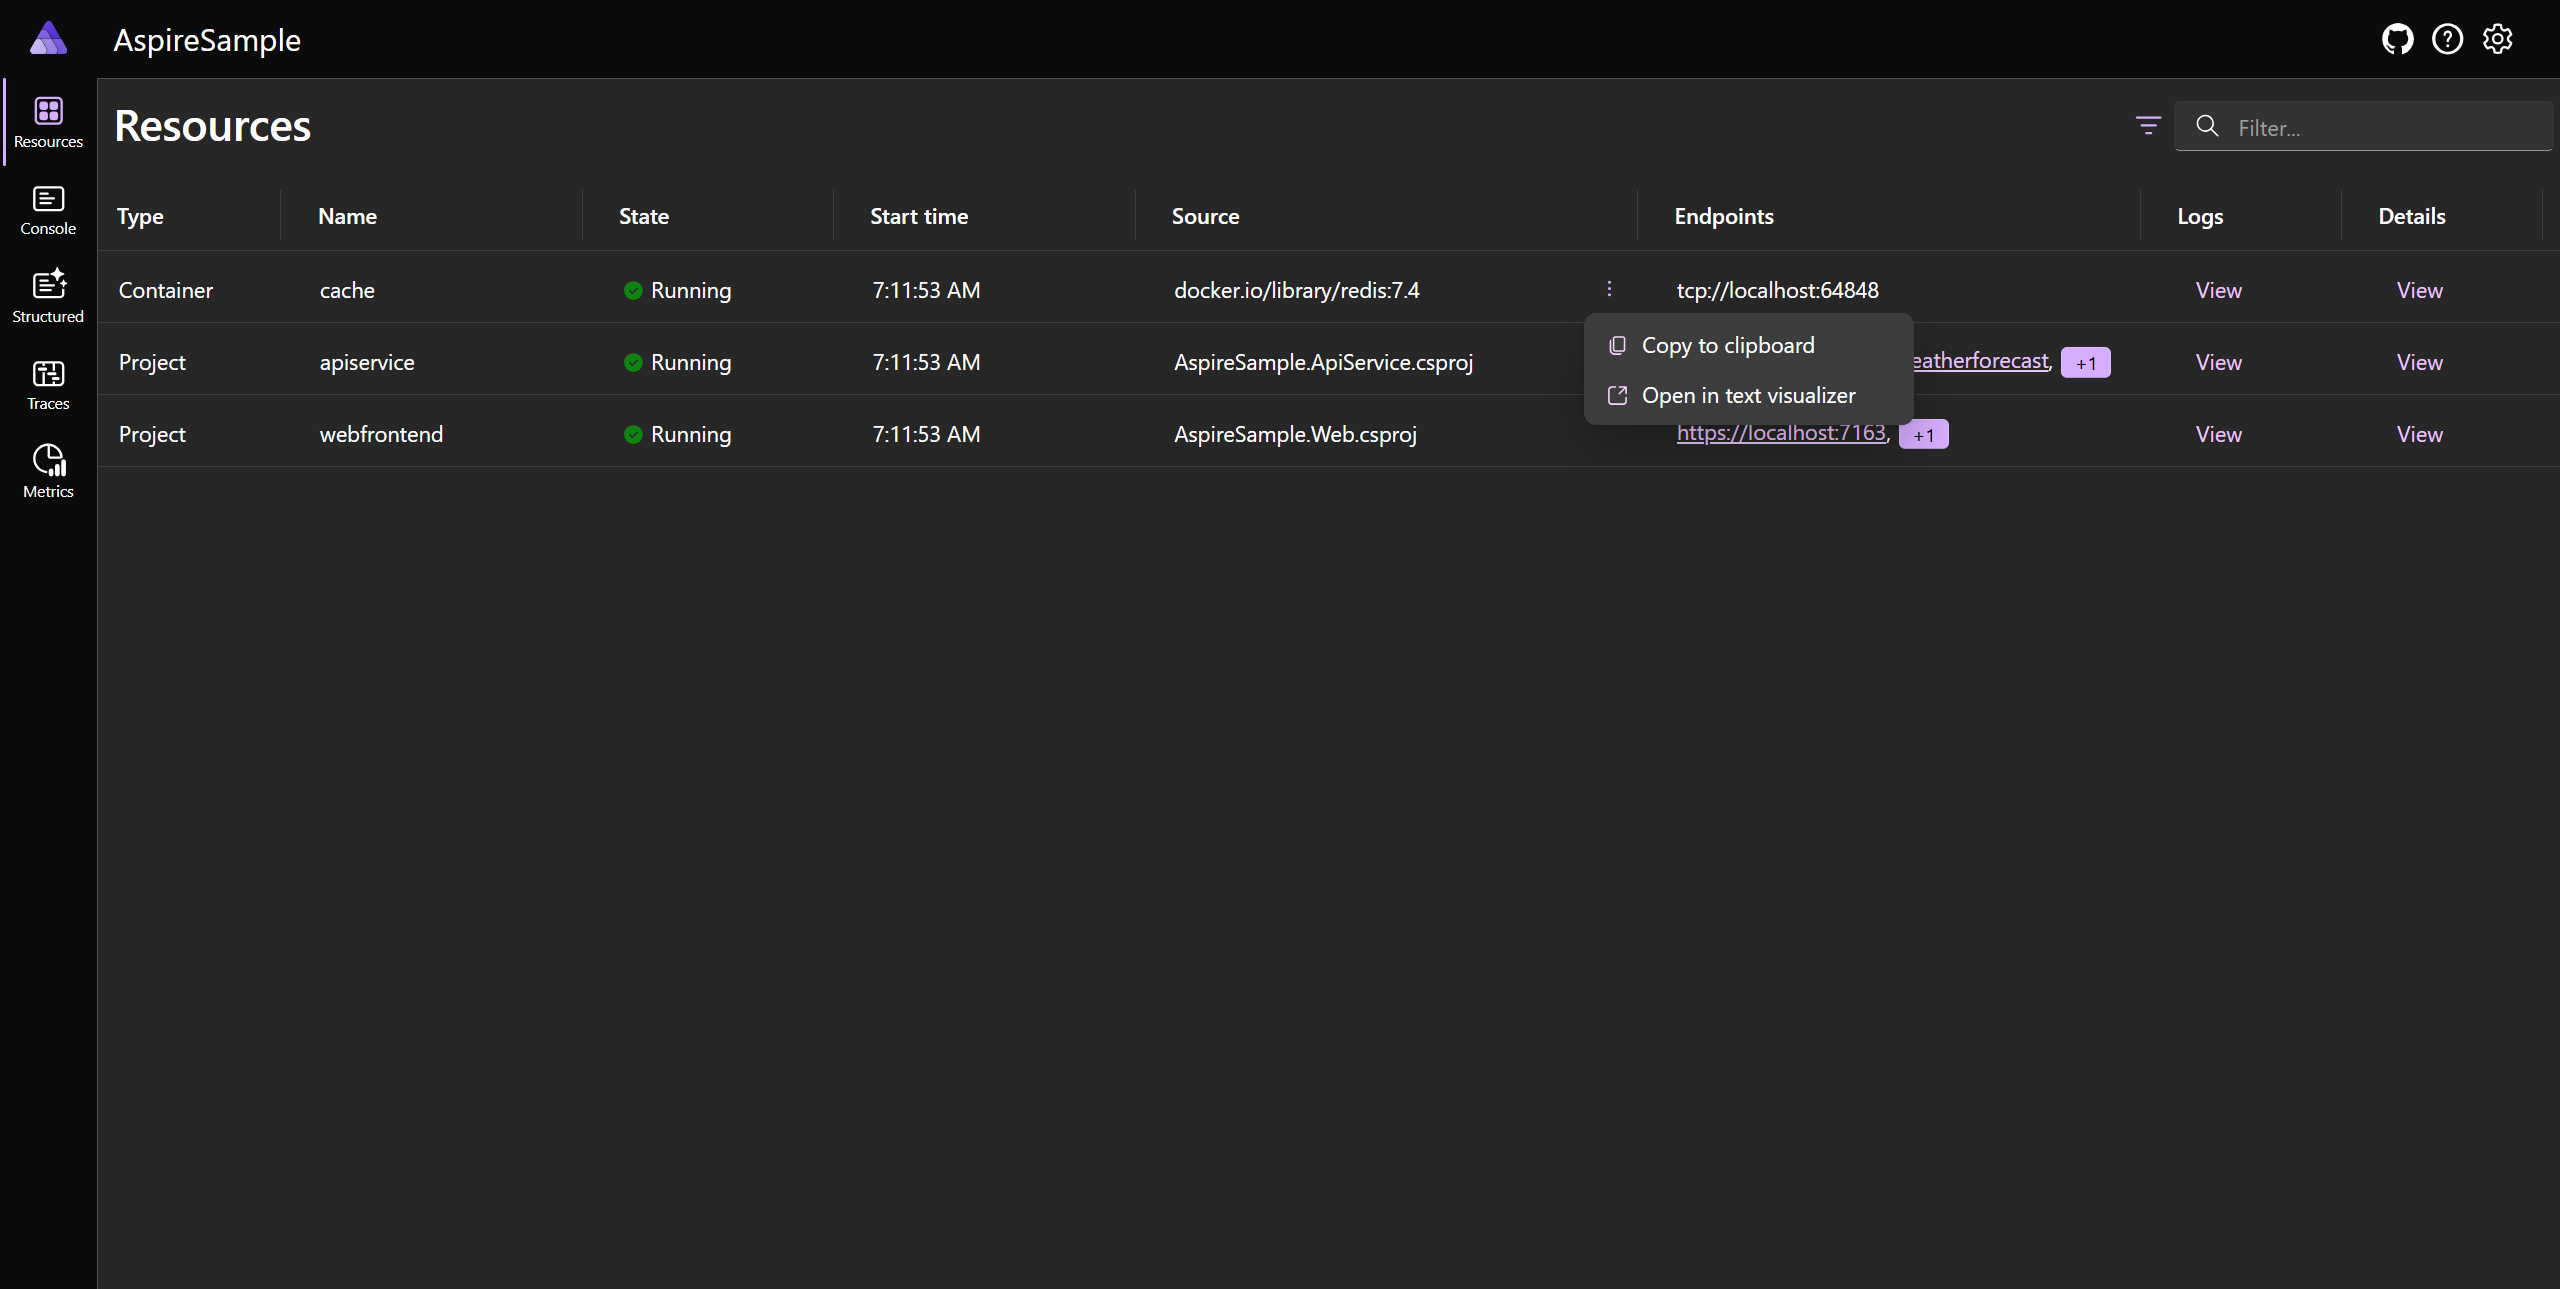 AspireSample
Resources
Console
Structured
Traces
Metrics
Resources
Filter...
Type Name State Start time Source Endpoints Logs Details
Container cache Running 7:11:53 AM docker.io/library/redis:7.4 tcp://localhost:64848 View View
Project apiservice Running 7:11:53 AM AspireSample.ApiService.csproj eatherforecast, +1 View View
Project webfrontend Running 7:11:53 AM AspireSample.Web.csproj https://localhost:7163, +1 View View
Copy to clipboard
Open in text visualizer